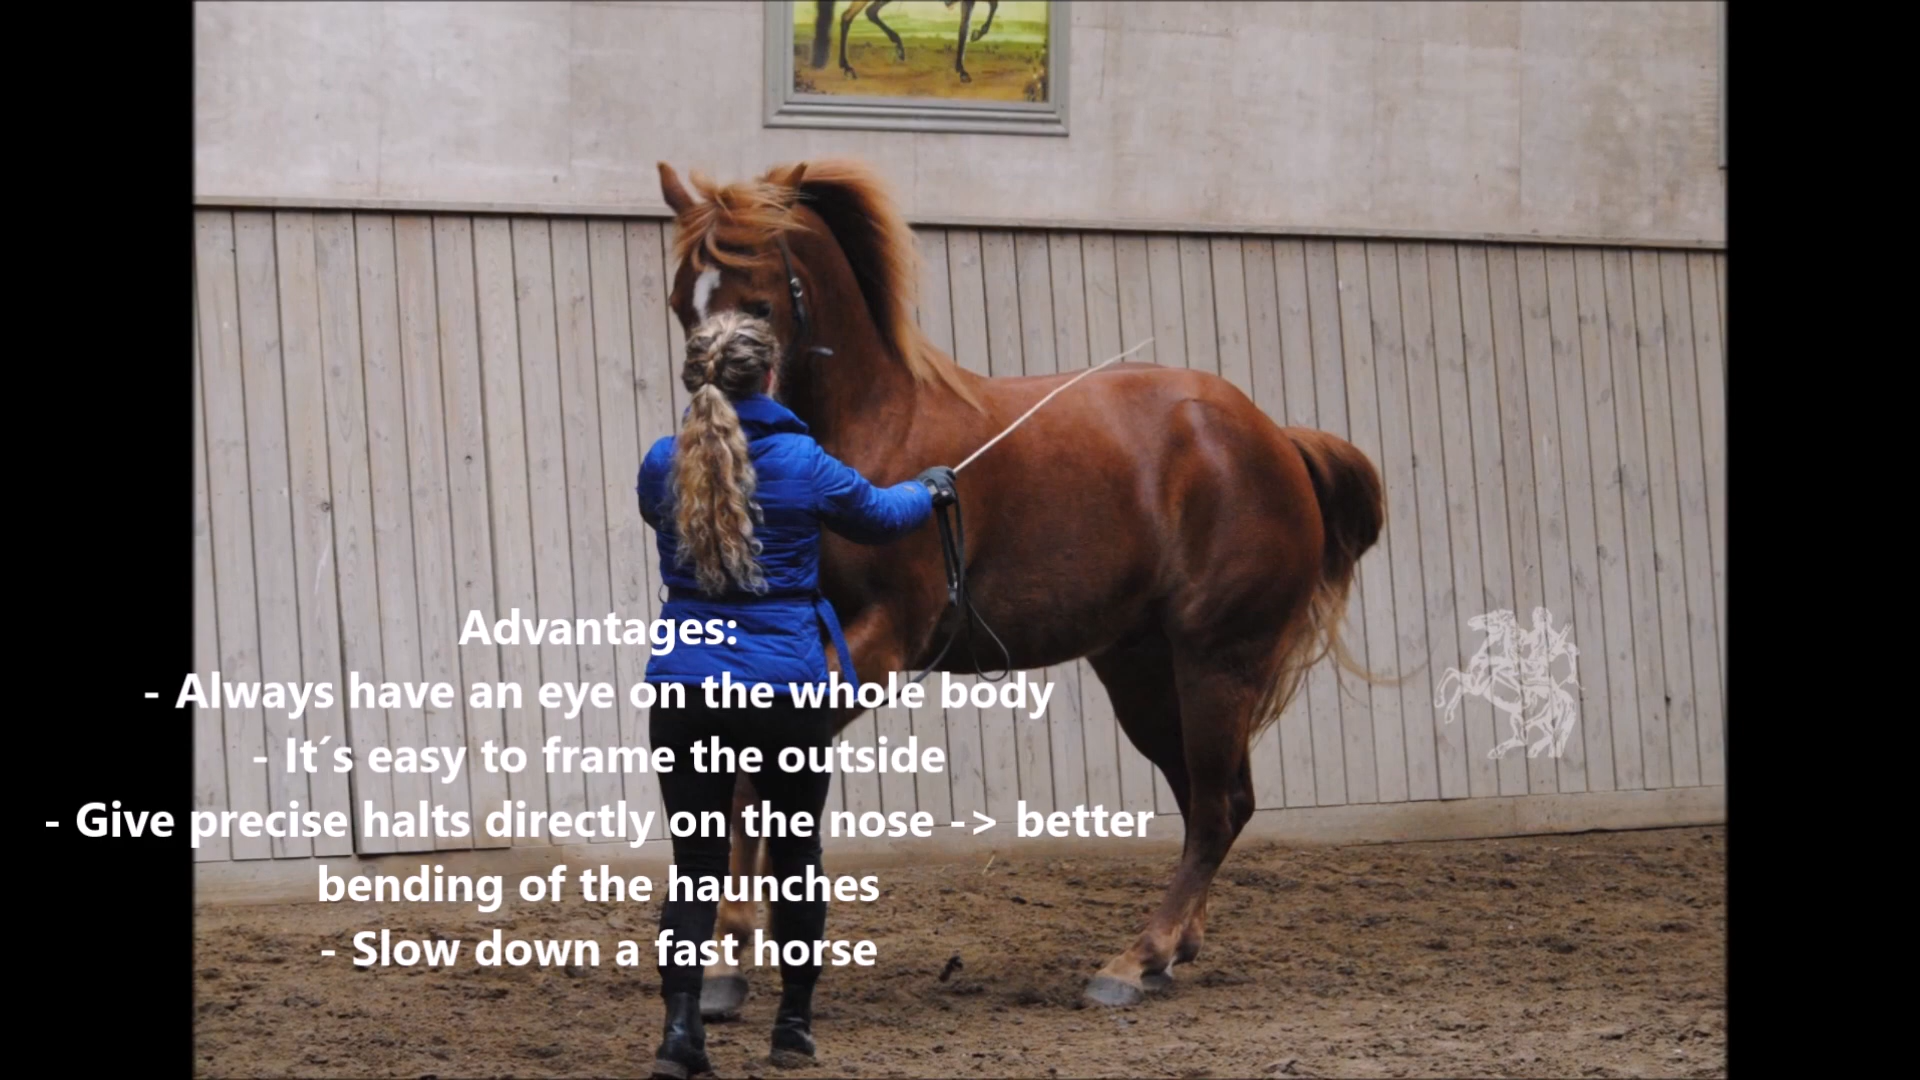 Advantages:
- Always have an eye on the whole body
- It´s easy to frame the outside
- Give precise halts directly on the nose -> better
bending of the haunches
- Slow down a fast horse